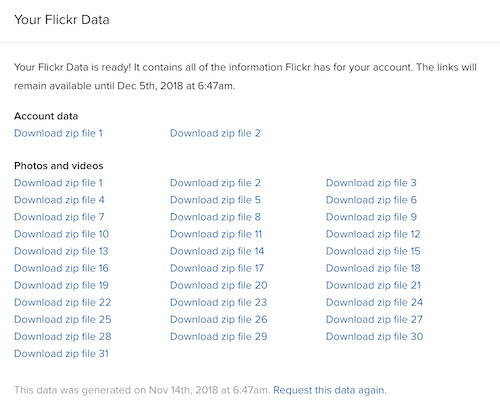 Your Flickr Data
Your Flickr Data is ready! It contains all of the information Flickr has for your account. The links will
remain available until Dec 5th, 2018 at 6:47am.
Account data
Download zip file 1 Download zip file 2
Photos and videos
Download zip file 1 Download zip file 2 Download zip file 3
Download zip file 4 Download zip file 5 Download zip file 6
Download zip file 7 Download zip file 8 Download zip file 9
Download zip file 10 Download zip file 11 Download zip file 12
Download zip file 13 Download zip file 14 Download zip file 15
Download zip file 16 Download zip file 17 Download zip file 18
Download zip file 19 Download zip file 20 Download zip file 21
Download zip file 22 Download zip file 23 Download zip file 24
Download zip file 25 Download zip file 26 Download zip file 27
Download zip file 28 Download zip file 29 Download zip file 30
Download zip file 31
This data was generated on Nov 14th, 2018 at 6:47am. Request this data again.